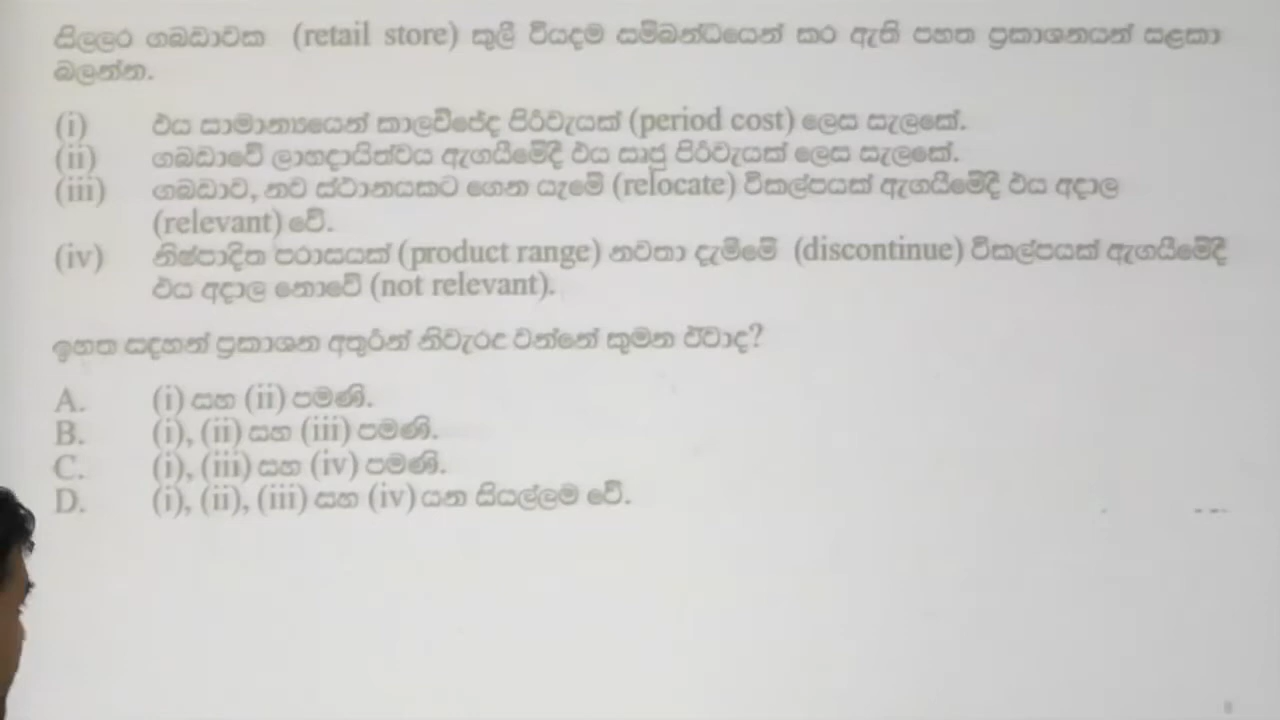 සිල්ලර ගබඩාවක (retail store) කුලී වියදම සම්බන්ධයෙන් කර ඇති පහත ප්‍රකාශනයන් සළකා
බලන්න.
(i) එය සාමාන්‍යයෙන් කාලච්ඡේද පිරිවැයක් (period cost) ලෙස සැලකේ.
(ii) ගබඩාවේ ලාභදායිත්වය ඇගයීමේදී එය සෘජු පිරිවැයක් ලෙස සැලකේ.
(iii) ගබඩාව, නව ස්ථානයකට ගෙන යෑමේ (relocate) විකල්පයක් ඇගයීමේදී එය අදාල
(relevant) වේ.
(iv) නිෂ්පාදිත පරාසයක් (product range) නවතා දැමීමේ (discontinue) විකල්පයක් ඇගයීමේදී
එය අදාල නොවේ (not relevant).
ඉහත සඳහන් ප්‍රකාශන අතුරින් නිවැරද වන්නේ කුමන ඒවාද?
A. (i) සහ (ii) පමණි.
B. (i), (ii) සහ (iii) පමණි.
C. (i), (iii) සහ (iv) පමණි.
D. (i), (ii), (iii) සහ (iv) යන සියල්ලම වේ.